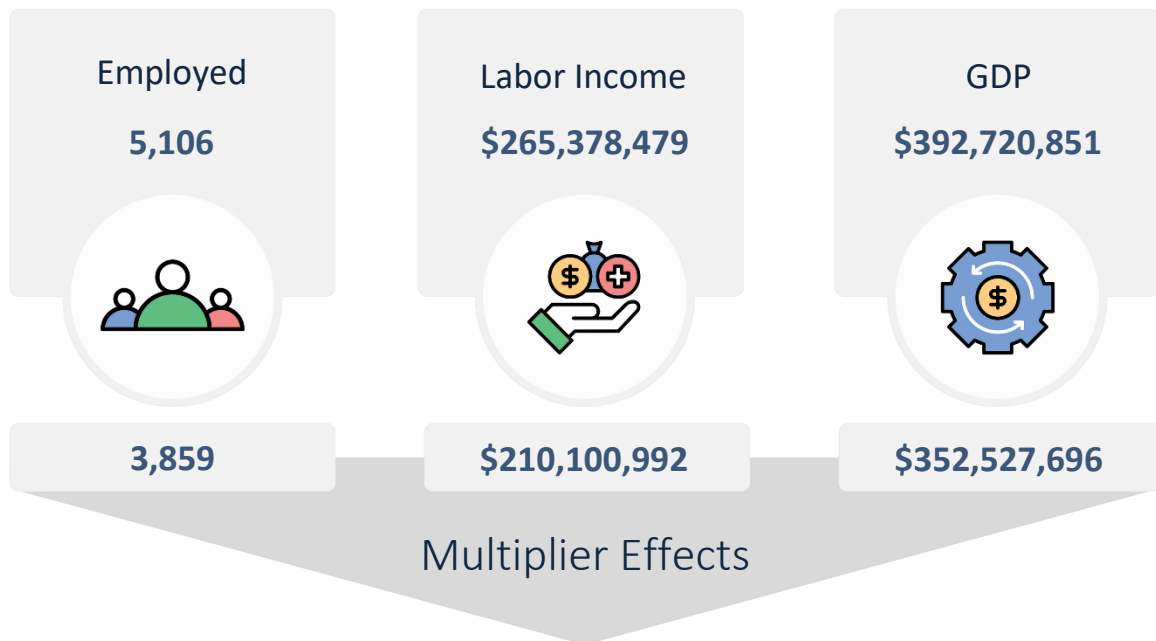 Employed
5,106
Labor Income
$265,378,479
GDP
$392,720,851
$
$
3,859
$210,100,992
$352,527,696
Multiplier Effects